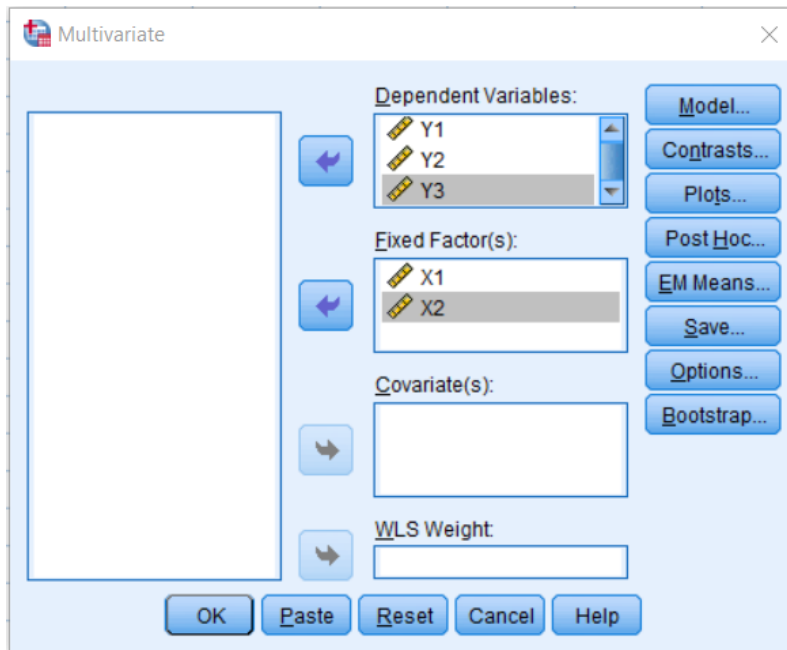 Multivariate
Dependent Variables:
Y1
Y2
Y3
Fixed Factor(s):
X1
X2
Covariate(s):
WLS Weight:
Model...
Contrasts...
Plots...
Post Hoc...
EM Means...
Save...
Options...
Bootstrap...
OK Paste Reset Cancel Help